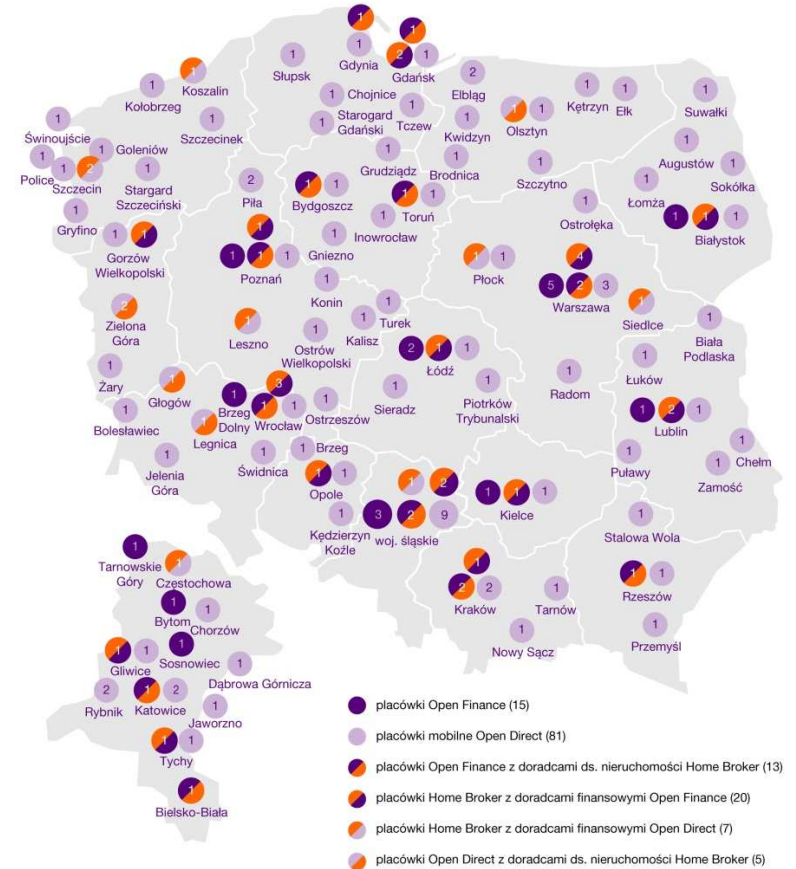 1
1
1
1
2
1
Słupsk
Gdynia
Gdańsk
1
Koszalin
1
Kołobrzeg
2
Elbląg
1
Kętrzyn
1
Ełk
1
Suwałki
1
Chojnice
1
Starogard
Gdański
1
Tczew
1
Kwidzyn
1
1
Olsztyn
1
Szczecinek
1
Świnoujście
1
Goleniów
1
Police
1
2
Szczecin
1
Stargard
Szczeciński
1
Grudziądz
1
Brodnica
1
Szczytno
1
Augustów
1
Sokółka
1
Łomża
1
1
1
Białystok
1
Gryfino
2
Piła
1
1
Bydgoszcz
1
1
Toruń
1
Inowrocław
1
Ostrołęka
1
1
Gorzów
Wielkopolski
1
1
1
1
Poznań
1
Gniezno
1
1
Płock
4
5
2
3
Warszawa
1
Siedlce
1
Biała
Podlaska
2
Zielona
Góra
1
Konin
1
Turek
1
Kalisz
1
Leszno
1
Ostrów
Wielkopolski
2
1
1
Łódź
1
Żary
1
Głogów
3
1
Brzeg
Dolny
1
1
Wrocław
1
Ostrzeszów
1
Sieradz
1
Piotrków
Trybunalski
1
Radom
1
Łuków
1
2
1
Lublin
1
Bolesławiec
1
Legnica
1
Jelenia
Góra
1
Świdnica
1
Brzeg
1
1
Opole
1
Kędzierzyn
Koźle
1
2
3
2
9
woj. śląskie
1
1
1
Kielce
1
Puławy
1
Chełm
1
Zamość
1
Stalowa Wola
1
1
Rzeszów
1
Przemyśl
1
2
2
Kraków
1
Tarnów
1
Nowy Sącz
1
Tarnowskie
Góry
1
Częstochowa
1
Bytom
1
Chorzów
1
Sosnowiec
1
1
Gliwice
1
Dąbrowa Górnicza
2
Rybnik
1
2
Katowice
1
Jaworzno
1
1
Tychy
1
Bielsko-Biała
placówki Open Finance (15)
placówki mobilne Open Direct (81)
placówki Open Finance z doradcami ds. nieruchomości Home Broker (13)
placówki Home Broker z doradcami finansowymi Open Finance (20)
placówki Home Broker z doradcami finansowymi Open Direct (7)
placówki Open Direct z doradcami ds. nieruchomości Home Broker (5)